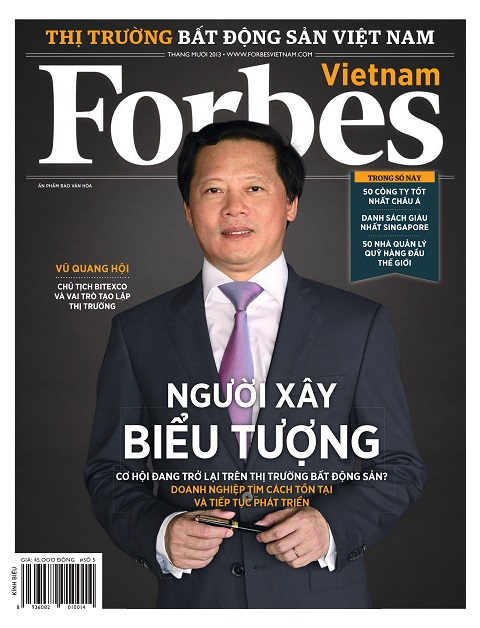 THỊ TRƯỜNG BẤT ĐỘNG SẢN VIỆT NAM
THÁNG MƯỜI 2013 • WWW.FORBESVIETNAM.COM
Vietnam
Forbes
ẤN PHẨM BÁO VĂN HÓA
TRONG SỐ NÀY
50 CÔNG TY TỐT
NHẤT CHÂU Á
DANH SÁCH GIÀU
NHẤT SINGAPORE
50 NHÀ QUẢN LÝ
QUỸ HÀNG ĐẦU
THẾ GIỚI
VŨ QUANG HỘI
CHỦ TỊCH BITEXCO
VÀ VAI TRÒ TẠO LẬP
THỊ TRƯỜNG
NGƯỜI XÂY
BIỂU TƯỢNG
CƠ HỘI ĐANG TRỞ LẠI TRÊN THỊ TRƯỜNG BẤT ĐỘNG SẢN?
DOANH NGHIỆP TÌM CÁCH TỒN TẠI
VÀ TIẾP TỤC PHÁT TRIỂN
GIÁ: 45.000 ĐỒNG #SỐ 5
KÍNH BIẾU
8 936082 010014